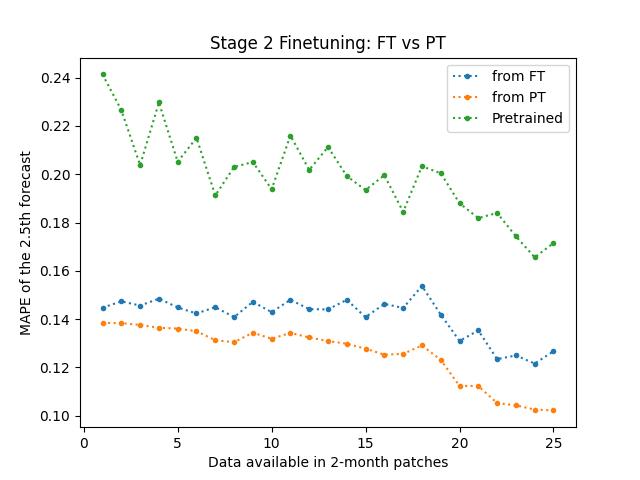 Stage 2 Finetuning: FT vs PT
from FT
from PT
Pretrained
MAPE of the 2.5th forecast
0.24
0.22
0.20
0.18
0.16
0.14
0.12
0.10
0 5 10 15 20 25
Data available in 2-month patches